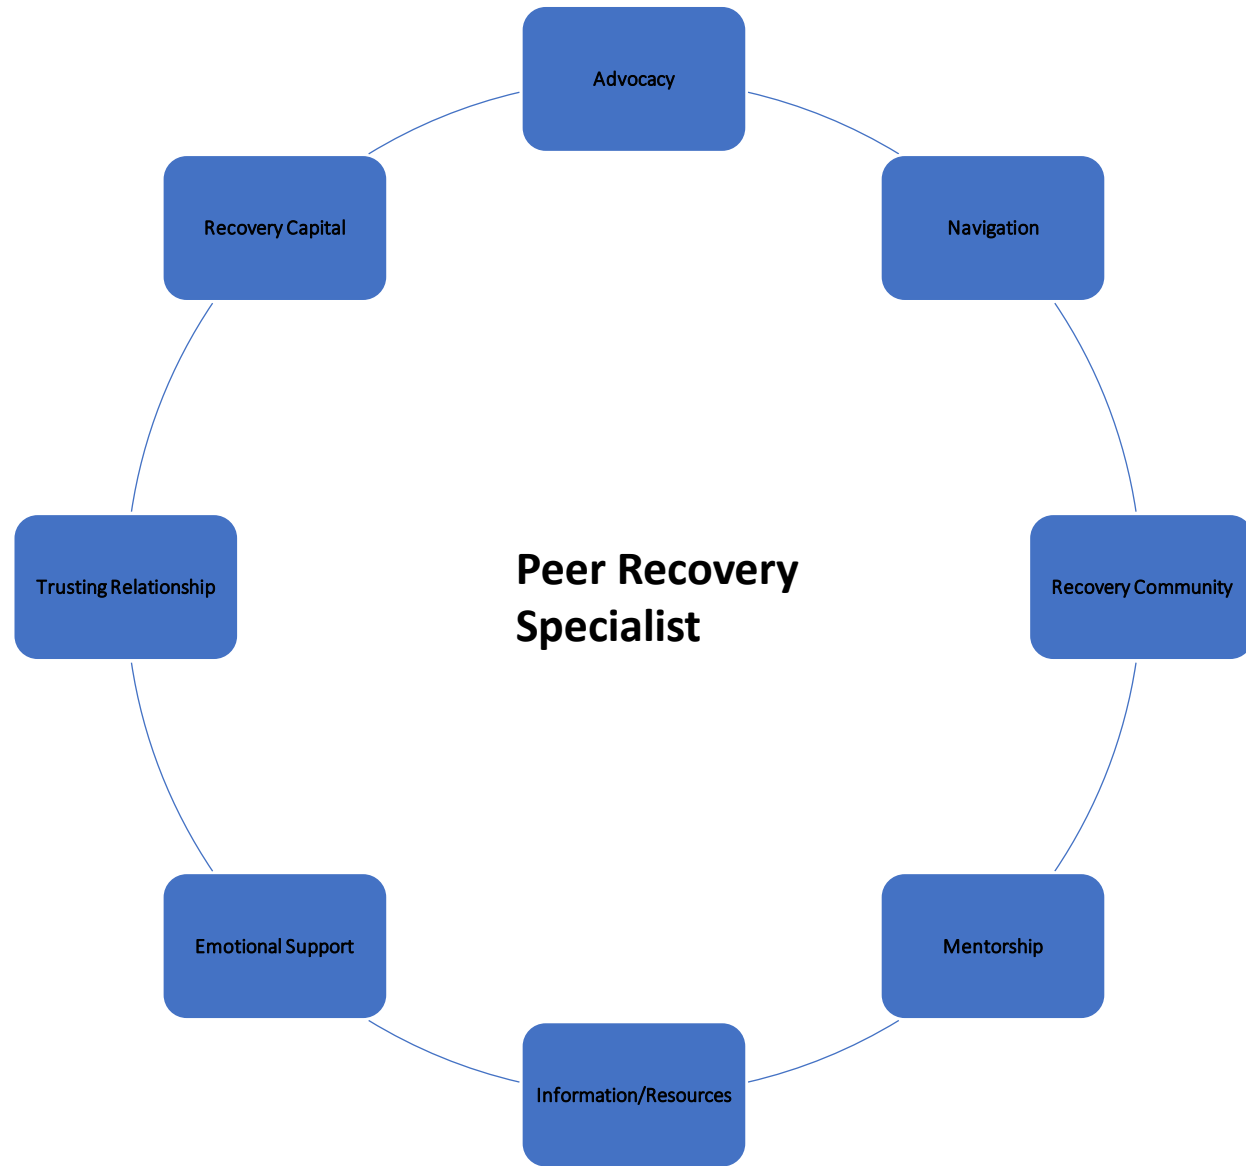 Advocacy
Recovery Capital
Navigation
Trusting Relationship
Peer Recovery
Specialist
Recovery Community
Emotional Support
Mentorship
Information/Resources